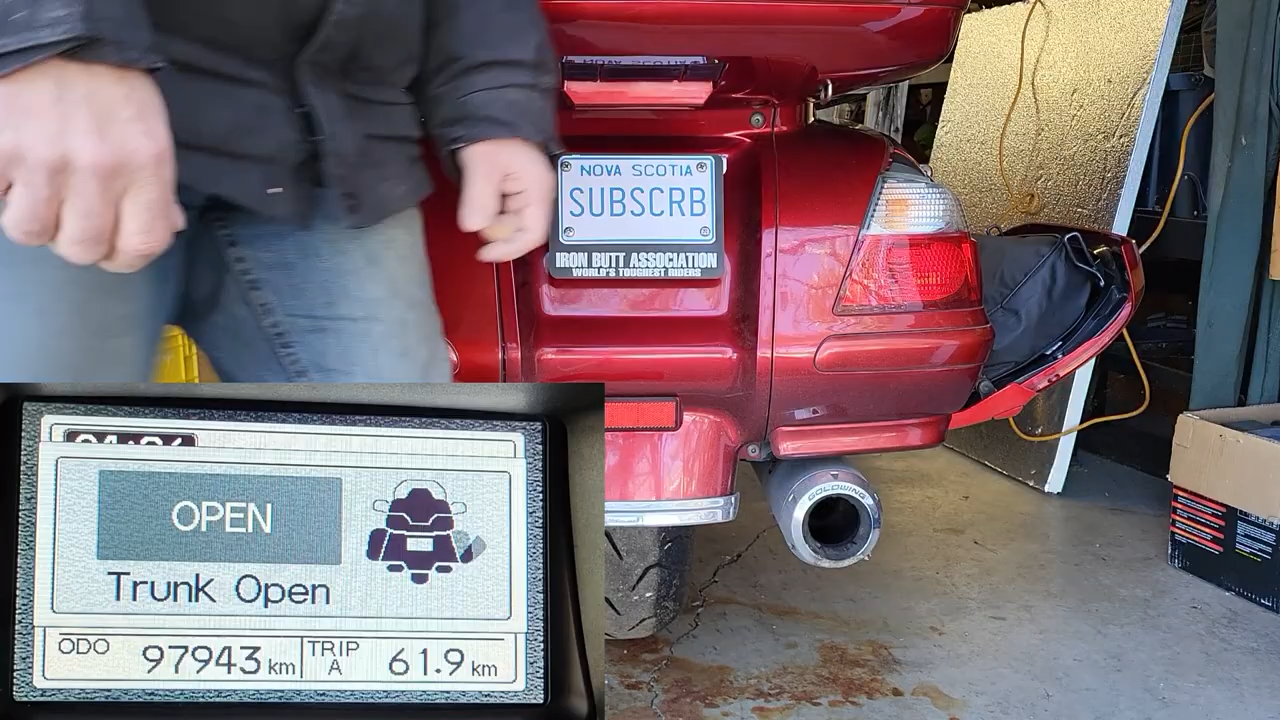 NOVA SCOTIA
SUBSCRB
IRON BUTT ASSOCIATION
WORLD'S TOUGHEST RIDERS
GOLDWING
OPEN
Trunk Open
ODO 97943 km
TRIP A 61.9 km